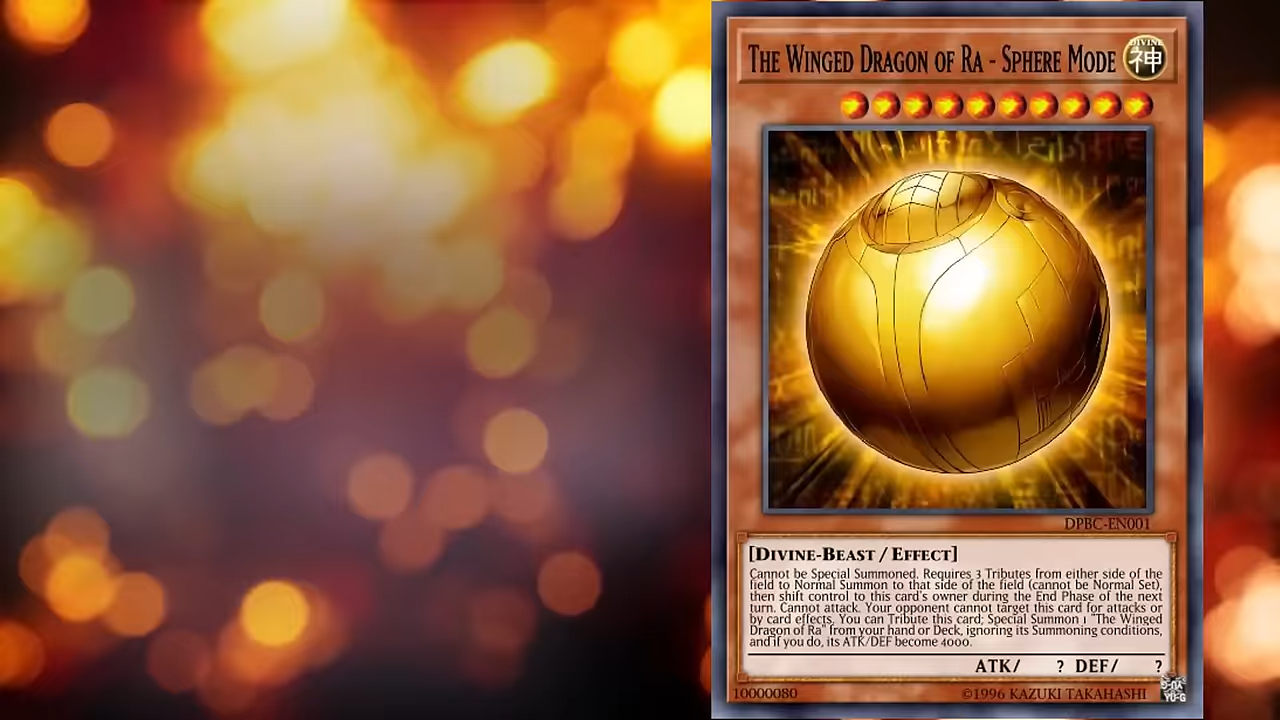 The Winged Dragon of Ra - Sphere Mode
DIVINE
神
DPBC-EN001
[Divine-Beast / Effect]
Cannot be Special Summoned. Requires 3 Tributes from either side of the
field to Normal Summon to that side of the field (cannot be Normal Set),
then shift control to this card's owner during the End Phase of the next
turn. Cannot attack. Your opponent cannot target this card for attacks or
by card effects. You can Tribute this card; Special Summon 1 "The Winged
Dragon of Ra" from your hand or Deck, ignoring its Summoning conditions,
and if you do, its ATK/DEF become 4000.
ATK/ ? DEF/ ?
10000080
©1996 KAZUKI TAKAHASHI